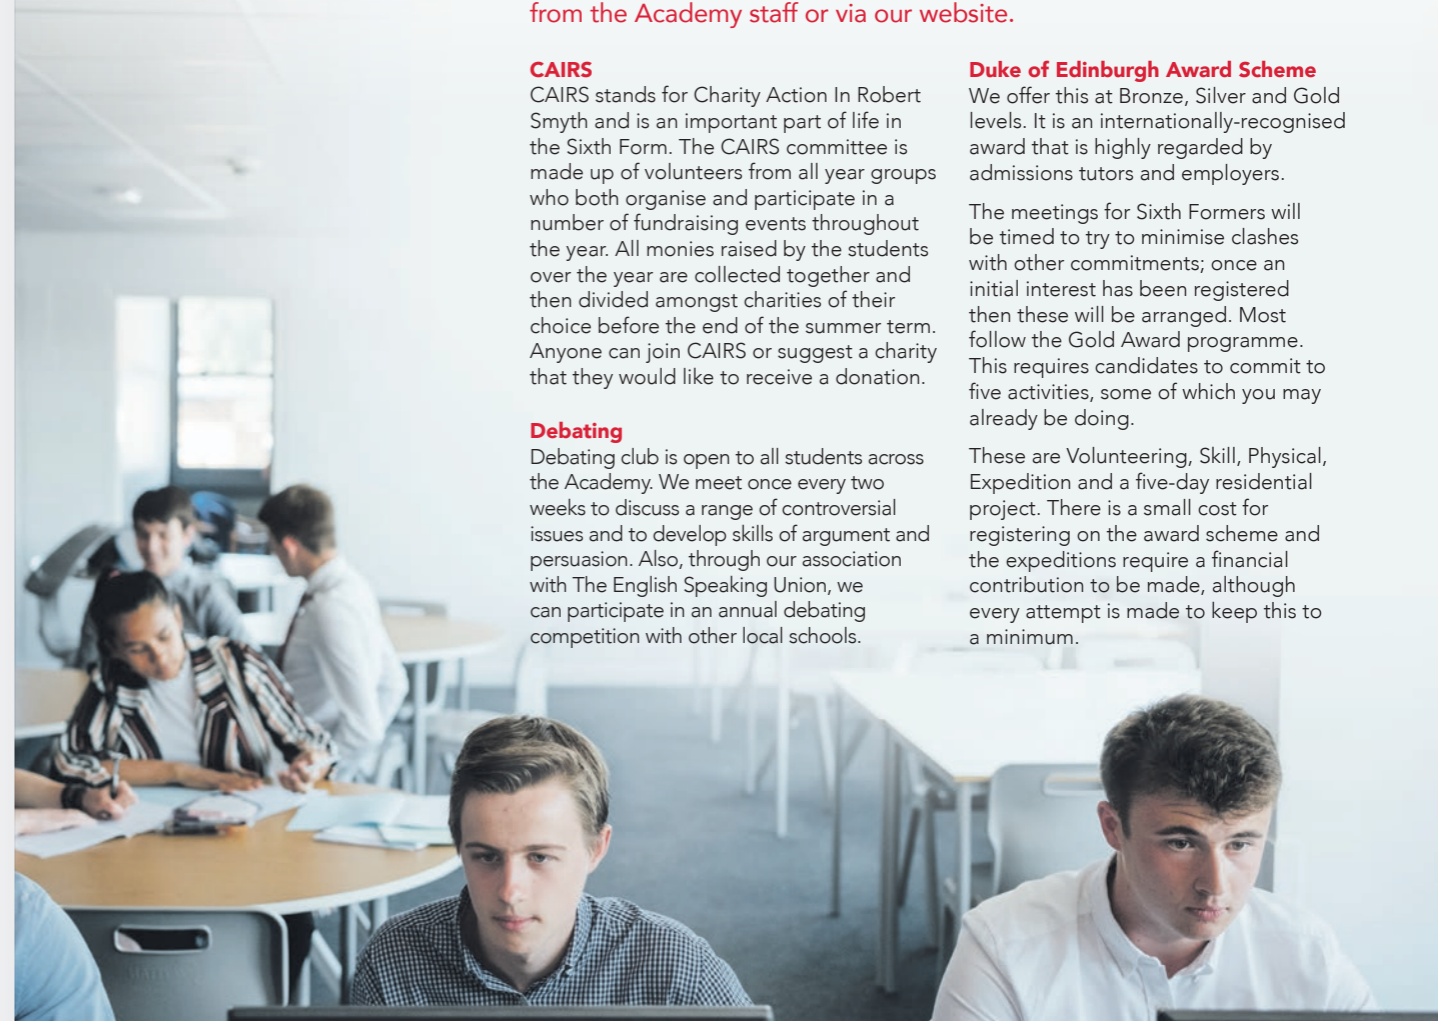 from the Academy staff or via our website.
CAIRS
CAIRS stands for Charity Action In Robert
Smyth and is an important part of life in
the Sixth Form. The CAIRS committee is
made up of volunteers from all year groups
who both organise and participate in a
number of fundraising events throughout
the year. All monies raised by the students
over the year are collected together and
then divided amongst charities of their
choice before the end of the summer term.
Anyone can join CAIRS or suggest a charity
that they would like to receive a donation.
Debating
Debating club is open to all students across
the Academy. We meet once every two
weeks to discuss a range of controversial
issues and to develop skills of argument and
persuasion. Also, through our association
with The English Speaking Union, we
can participate in an annual debating
competition with other local schools.
Duke of Edinburgh Award Scheme
We offer this at Bronze, Silver and Gold
levels. It is an internationally-recognised
award that is highly regarded by
admissions tutors and employers.
The meetings for Sixth Formers will
be timed to try to minimise clashes
with other commitments; once an
initial interest has been registered
then these will be arranged. Most
follow the Gold Award programme.
This requires candidates to commit to
five activities, some of which you may
already be doing.
These are Volunteering, Skill, Physical,
Expedition and a five-day residential
project. There is a small cost for
registering on the award scheme and
the expeditions require a financial
contribution to be made, although
every attempt is made to keep this to
a minimum.